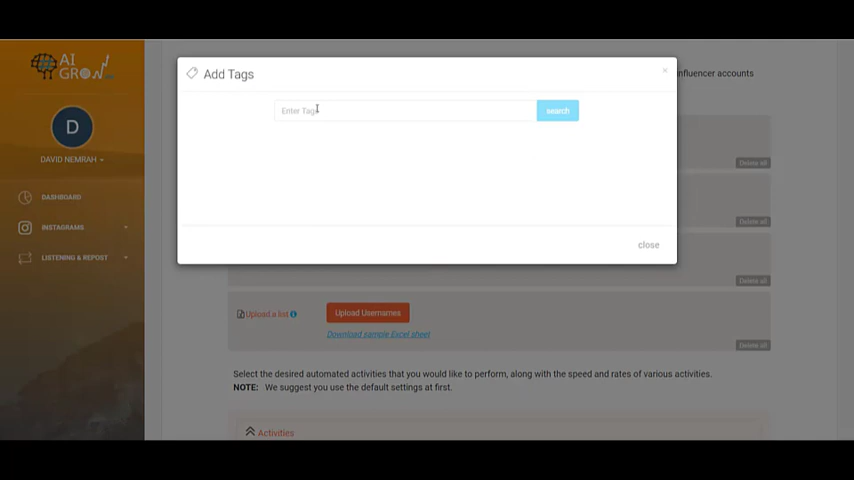 AI
GROW
D
DAVID NEMRAH
DASHBOARD
INSTAGRAMS
LISTENING & REPOST
Add Tags
×
Enter Tags
search
close
influencer accounts
Delete all
Delete all
Delete all
Upload a list
Upload Usernames
Download sample Excel sheet
Delete all
Select the desired automated activities that you would like to perform, along with the speed and rates of various activities.
NOTE: We suggest you use the default settings at first.
Activities